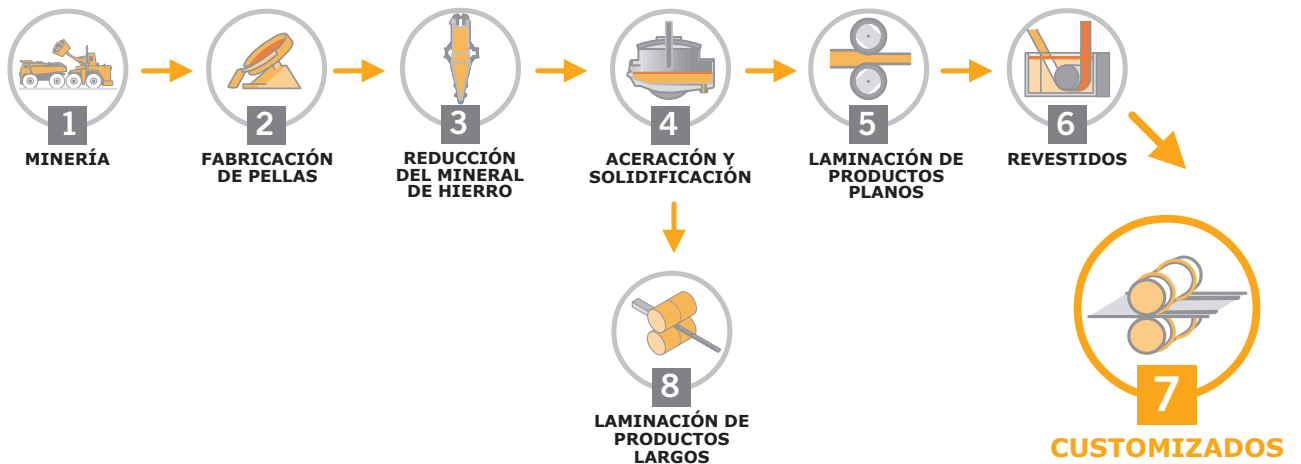 1
MINERÍA
2
FABRICACIÓN
DE PELLAS
3
REDUCCIÓN
DEL MINERAL
DE HIERRO
4
ACERACIÓN Y
SOLIDIFICACIÓN
5
LAMINACIÓN DE
PRODUCTOS
PLANOS
6
REVESTIDOS
7
CUSTOMIZADOS
8
LAMINACIÓN DE
PRODUCTOS
LARGOS